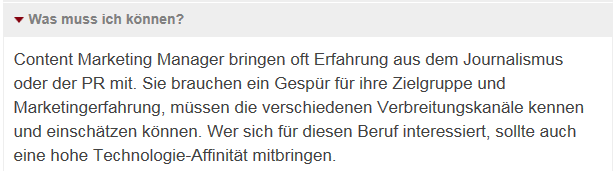 Was muss ich können?
Content Marketing Manager bringen oft Erfahrung aus dem Journalismus
oder der PR mit. Sie brauchen ein Gespür für ihre Zielgruppe und
Marketingerfahrung, müssen die verschiedenen Verbreitungskanäle kennen
und einschätzen können. Wer sich für diesen Beruf interessiert, sollte auch
eine hohe Technologie-Affinität mitbringen.